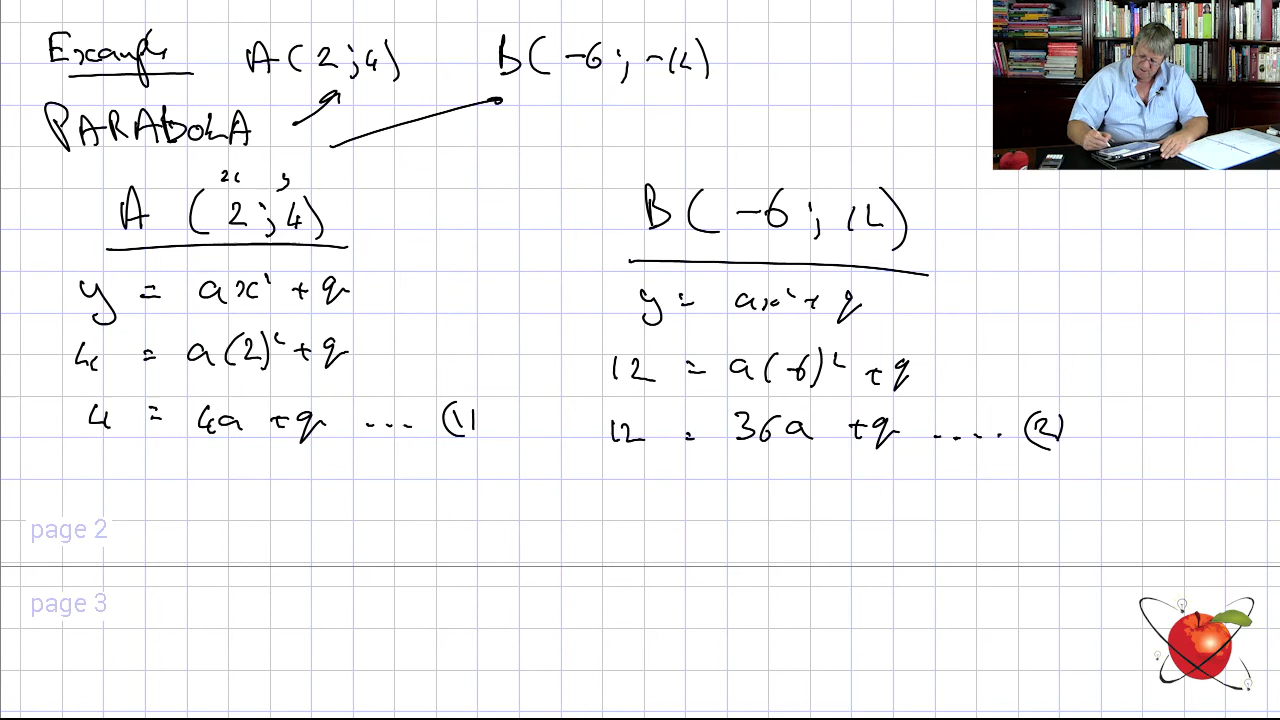 Example A(2;4) B(-6;-12)
PARABOLA
x y
A (2;4)
y = ax² + q
4 = a(2)² + q
4 = 4a + q ... (1)
B(-6; 12)
y = ax² + q
12 = a(-6)² + q
12 = 36a + q .... (2)
page 2
page 3